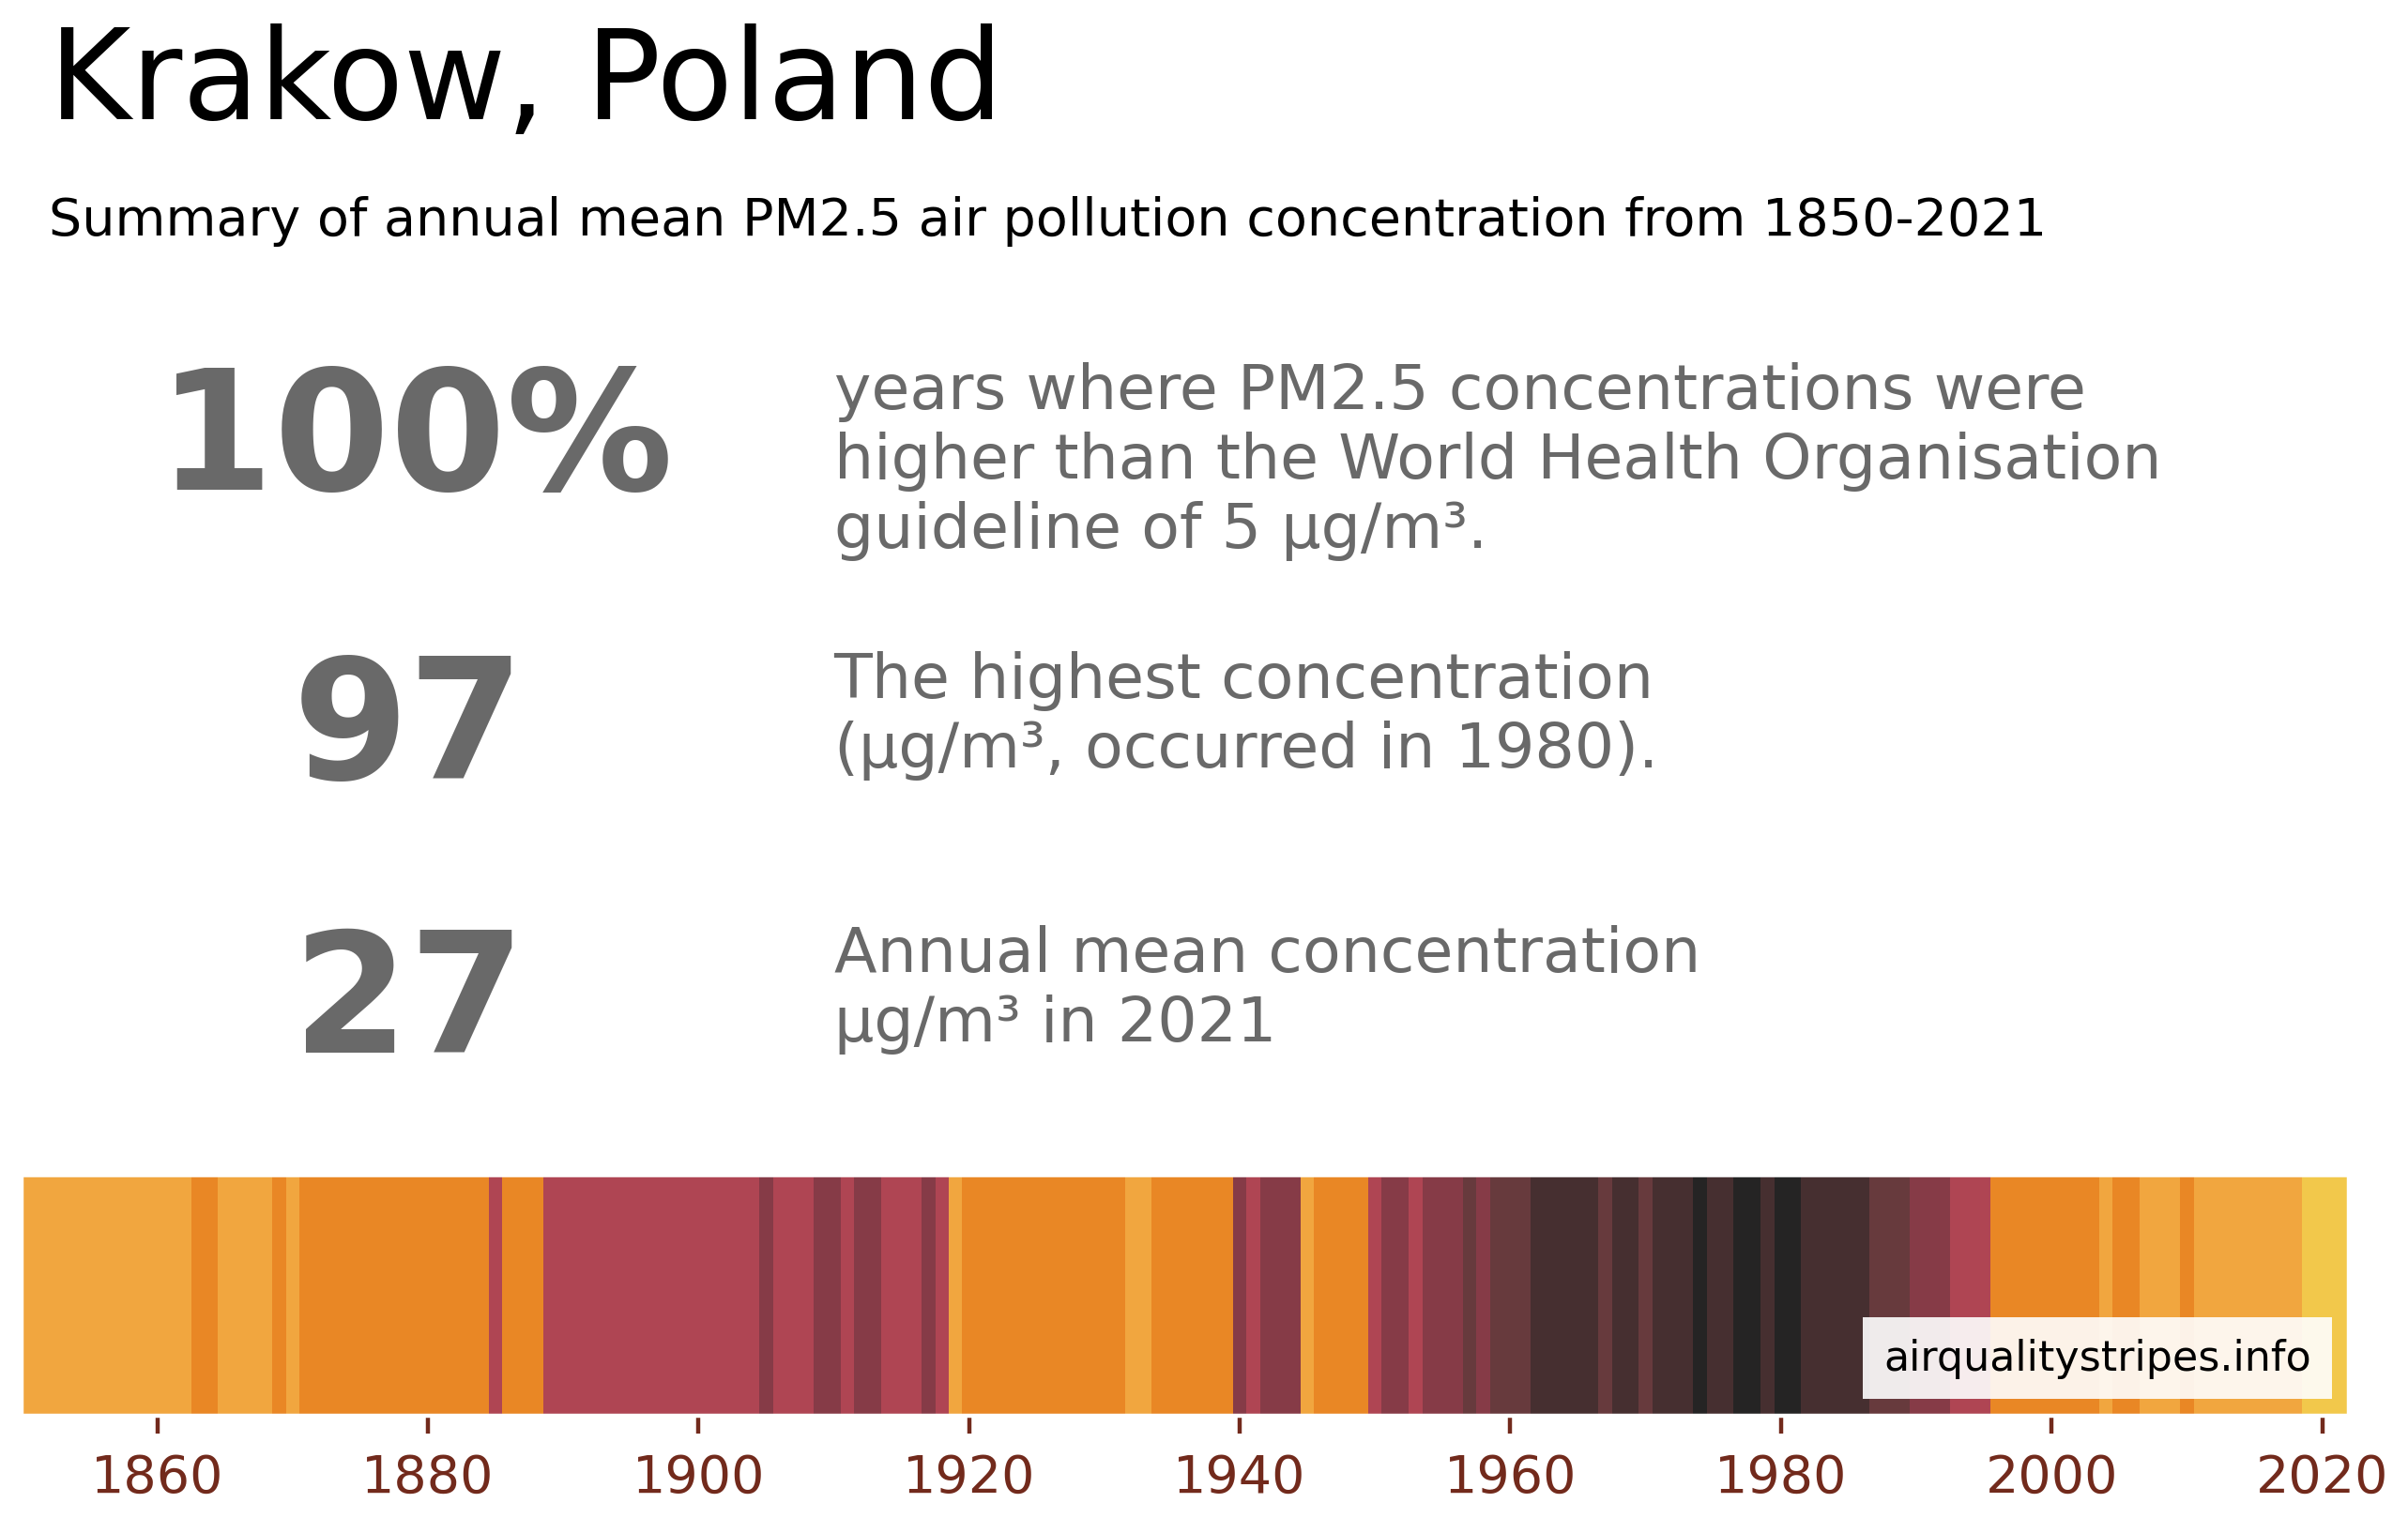 Krakow, Poland
Summary of annual mean PM2.5 air pollution concentration from 1850-2021
100%
years where PM2.5 concentrations were
higher than the World Health Organisation
guideline of 5 µg/m³.
97
The highest concentration
(µg/m³, occurred in 1980).
27
Annual mean concentration
µg/m³ in 2021
airqualitystripes.info
1860 1880 1900 1920 1940 1960 1980 2000 2020